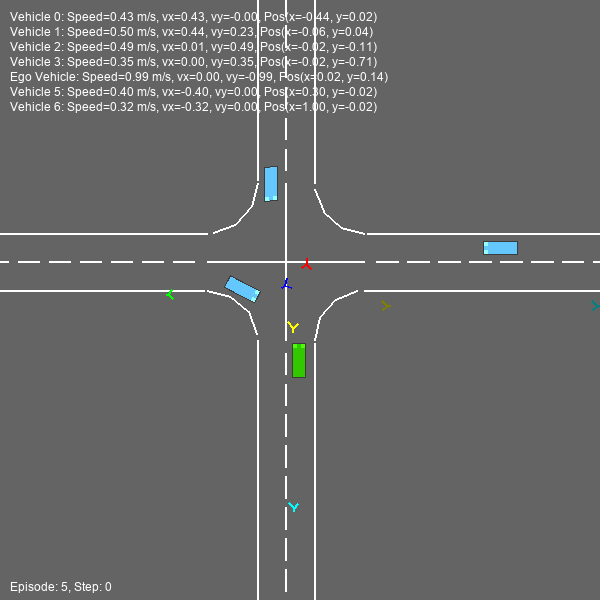 Vehicle 0: Speed=0.43 m/s, vx=0.43, vy=-0.00, Pos(x=-0.44, y=0.02)
Vehicle 1: Speed=0.50 m/s, vx=0.44, vy=0.23, Pos(x=-0.06, y=0.04)
Vehicle 2: Speed=0.49 m/s, vx=0.01, vy=0.49, Pos(x=-0.02, y=-0.11)
Vehicle 3: Speed=0.35 m/s, vx=0.00, vy=0.35, Pos(x=-0.02, y=-0.71)
Ego Vehicle: Speed=0.99 m/s, vx=0.00, vy=-0.99, Pos(x=0.02, y=0.14)
Vehicle 5: Speed=0.40 m/s, vx=-0.40, vy=0.00, Pos(x=0.30, y=-0.02)
Vehicle 6: Speed=0.32 m/s, vx=-0.32, vy=0.00, Pos(x=1.00, y=-0.02)
Episode: 5, Step: 0